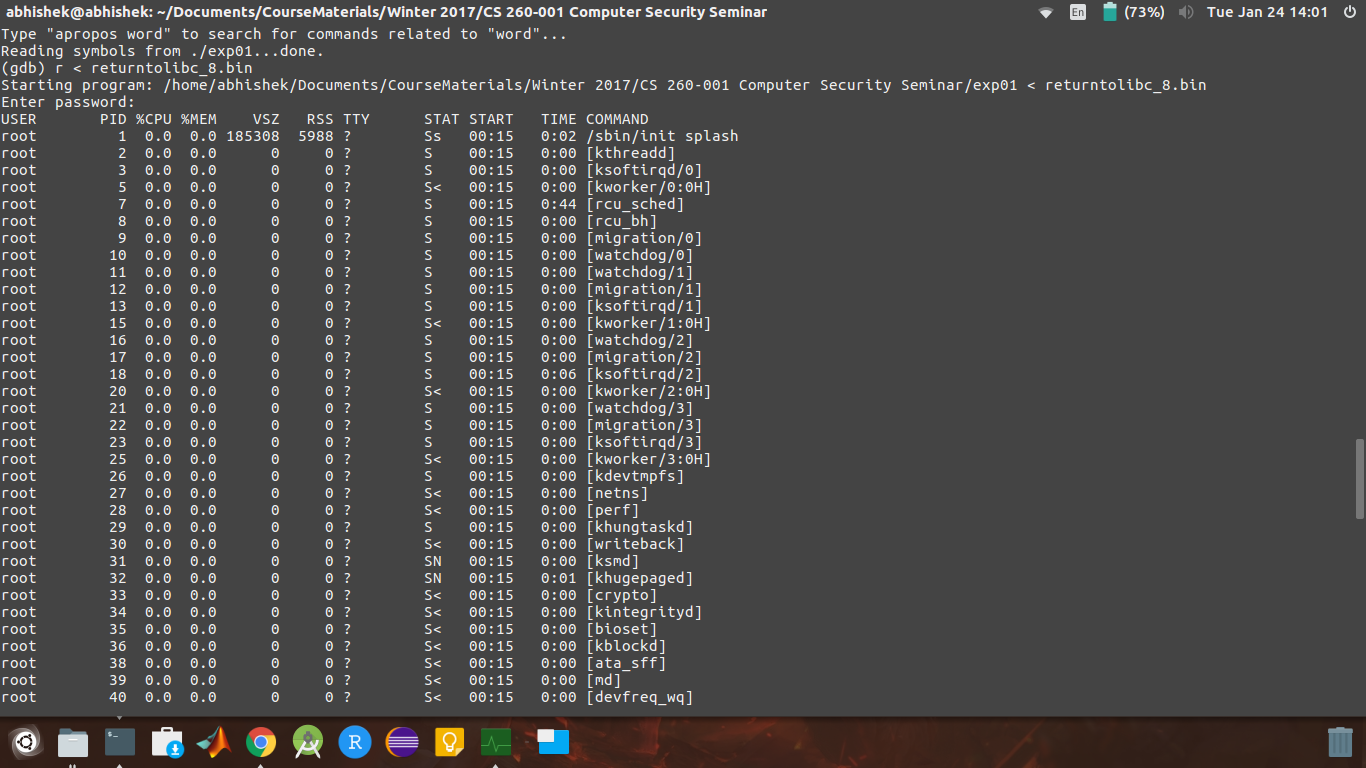 abhishek@abhishek: ~/Documents/CourseMaterials/Winter 2017/CS 260-001 Computer Security Seminar En (73%) Tue Jan 24 14:01
Type "apropos word" to search for commands related to "word"...
Reading symbols from ./exp01...done.
(gdb) r < returntolibc_8.bin
Starting program: /home/abhishek/Documents/CourseMaterials/Winter 2017/CS 260-001 Computer Security Seminar/exp01 < returntolibc_8.bin
Enter password:
USER       PID %CPU %MEM    VSZ   RSS TTY      STAT START   TIME COMMAND
root         1  0.0  0.0 185308  5988 ?        Ss   00:15   0:02 /sbin/init splash
root         2  0.0  0.0      0     0 ?        S    00:15   0:00 [kthreadd]
root         3  0.0  0.0      0     0 ?        S    00:15   0:00 [ksoftirqd/0]
root         5  0.0  0.0      0     0 ?        S<   00:15   0:00 [kworker/0:0H]
root         7  0.0  0.0      0     0 ?        S    00:15   0:44 [rcu_sched]
root         8  0.0  0.0      0     0 ?        S    00:15   0:00 [rcu_bh]
root         9  0.0  0.0      0     0 ?        S    00:15   0:00 [migration/0]
root        10  0.0  0.0      0     0 ?        S    00:15   0:00 [watchdog/0]
root        11  0.0  0.0      0     0 ?        S    00:15   0:00 [watchdog/1]
root        12  0.0  0.0      0     0 ?        S    00:15   0:00 [migration/1]
root        13  0.0  0.0      0     0 ?        S    00:15   0:00 [ksoftirqd/1]
root        15  0.0  0.0      0     0 ?        S<   00:15   0:00 [kworker/1:0H]
root        16  0.0  0.0      0     0 ?        S    00:15   0:00 [watchdog/2]
root        17  0.0  0.0      0     0 ?        S    00:15   0:00 [migration/2]
root        18  0.0  0.0      0     0 ?        S    00:15   0:06 [ksoftirqd/2]
root        20  0.0  0.0      0     0 ?        S<   00:15   0:00 [kworker/2:0H]
root        21  0.0  0.0      0     0 ?        S    00:15   0:00 [watchdog/3]
root        22  0.0  0.0      0     0 ?        S    00:15   0:00 [migration/3]
root        23  0.0  0.0      0     0 ?        S    00:15   0:00 [ksoftirqd/3]
root        25  0.0  0.0      0     0 ?        S<   00:15   0:00 [kworker/3:0H]
root        26  0.0  0.0      0     0 ?        S    00:15   0:00 [kdevtmpfs]
root        27  0.0  0.0      0     0 ?        S<   00:15   0:00 [netns]
root        28  0.0  0.0      0     0 ?        S<   00:15   0:00 [perf]
root        29  0.0  0.0      0     0 ?        S    00:15   0:00 [khungtaskd]
root        30  0.0  0.0      0     0 ?        S<   00:15   0:00 [writeback]
root        31  0.0  0.0      0     0 ?        SN   00:15   0:00 [ksmd]
root        32  0.0  0.0      0     0 ?        SN   00:15   0:01 [khugepaged]
root        33  0.0  0.0      0     0 ?        S<   00:15   0:00 [crypto]
root        34  0.0  0.0      0     0 ?        S<   00:15   0:00 [kintegrityd]
root        35  0.0  0.0      0     0 ?        S<   00:15   0:00 [bioset]
root        36  0.0  0.0      0     0 ?        S<   00:15   0:00 [kblockd]
root        38  0.0  0.0      0     0 ?        S<   00:15   0:00 [ata_sff]
root        39  0.0  0.0      0     0 ?        S<   00:15   0:00 [md]
root        40  0.0  0.0      0     0 ?        S<   00:15   0:00 [devfreq_wq]
$_ R